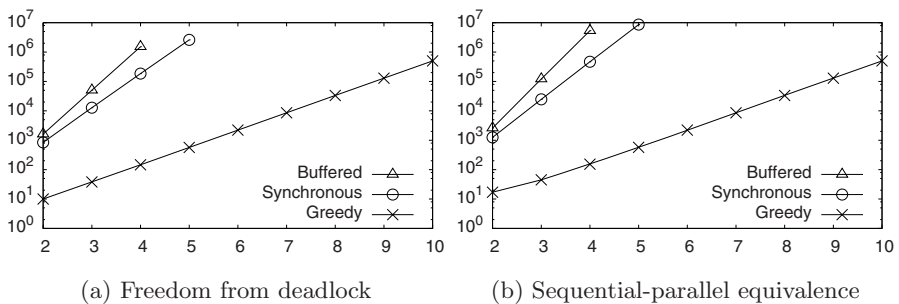 10^7
10^6
10^5
10^4
10^3
10^2
10^1
10^0
Buffered
Synchronous
Greedy
2 3 4 5 6 7 8 9 10
(a) Freedom from deadlock
10^7
10^6
10^5
10^4
10^3
10^2
10^1
10^0
Buffered
Synchronous
Greedy
2 3 4 5 6 7 8 9 10
(b) Sequential-parallel equivalence